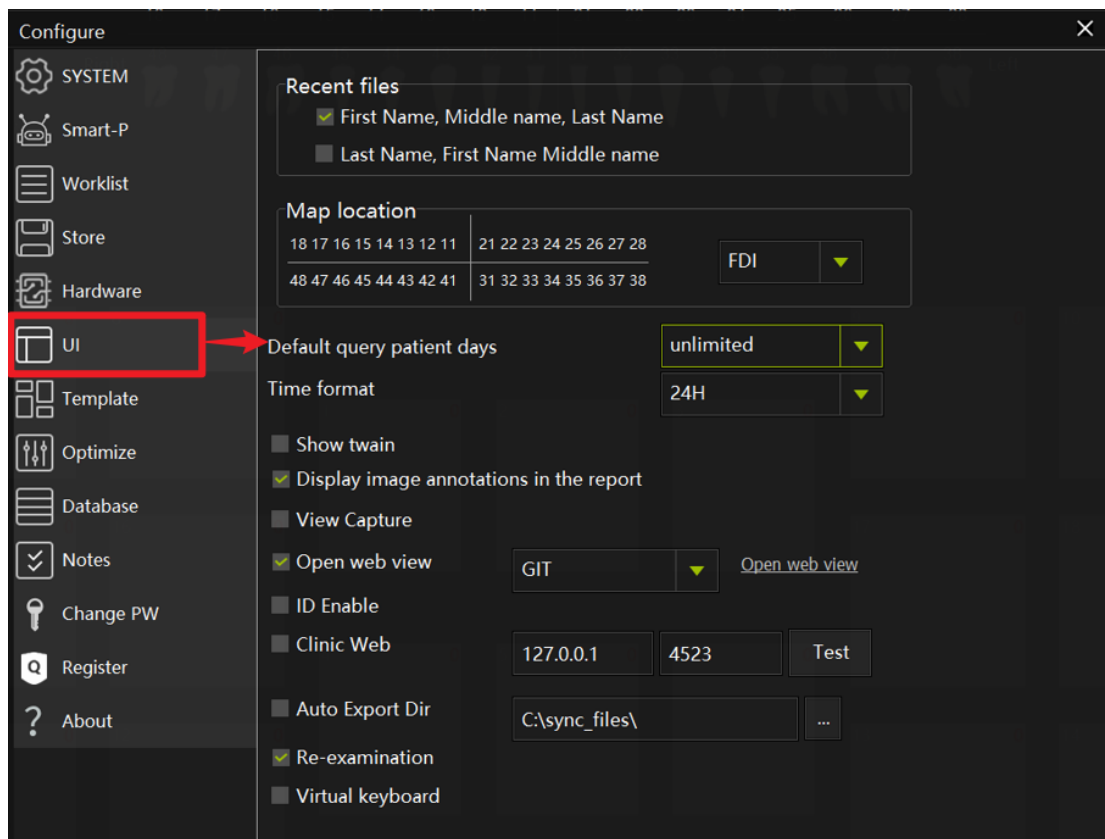 Configure
SYSTEM
Smart-P
Worklist
Store
Hardware
UI
Template
Optimize
Database
Notes
Change PW
Register
About
Recent files
First Name, Middle name, Last Name
Last Name, First Name Middle name
Map location
18 17 16 15 14 13 12 11 21 22 23 24 25 26 27 28
48 47 46 45 44 43 42 41 31 32 33 34 35 36 37 38
FDI
Default query patient days unlimited
Time format 24H
Show twain
Display image annotations in the report
View Capture
Open web view GIT Open web view
ID Enable
Clinic Web 127.0.0.1 4523 Test
Auto Export Dir C:\sync_files\ ...
Re-examination
Virtual keyboard